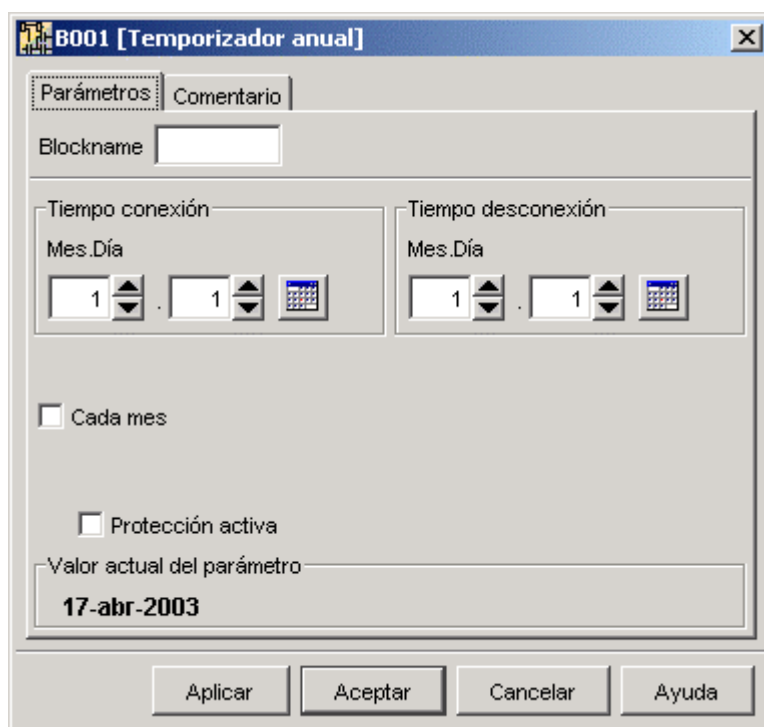 B001 [Temporizador anual]
Parámetros Comentario
Blockname
Tiempo conexión Tiempo desconexión
Mes.Día Mes.Día
1 . 1 1 . 1
Cada mes
Protección activa
Valor actual del parámetro
17-abr-2003
Aplicar Aceptar Cancelar Ayuda